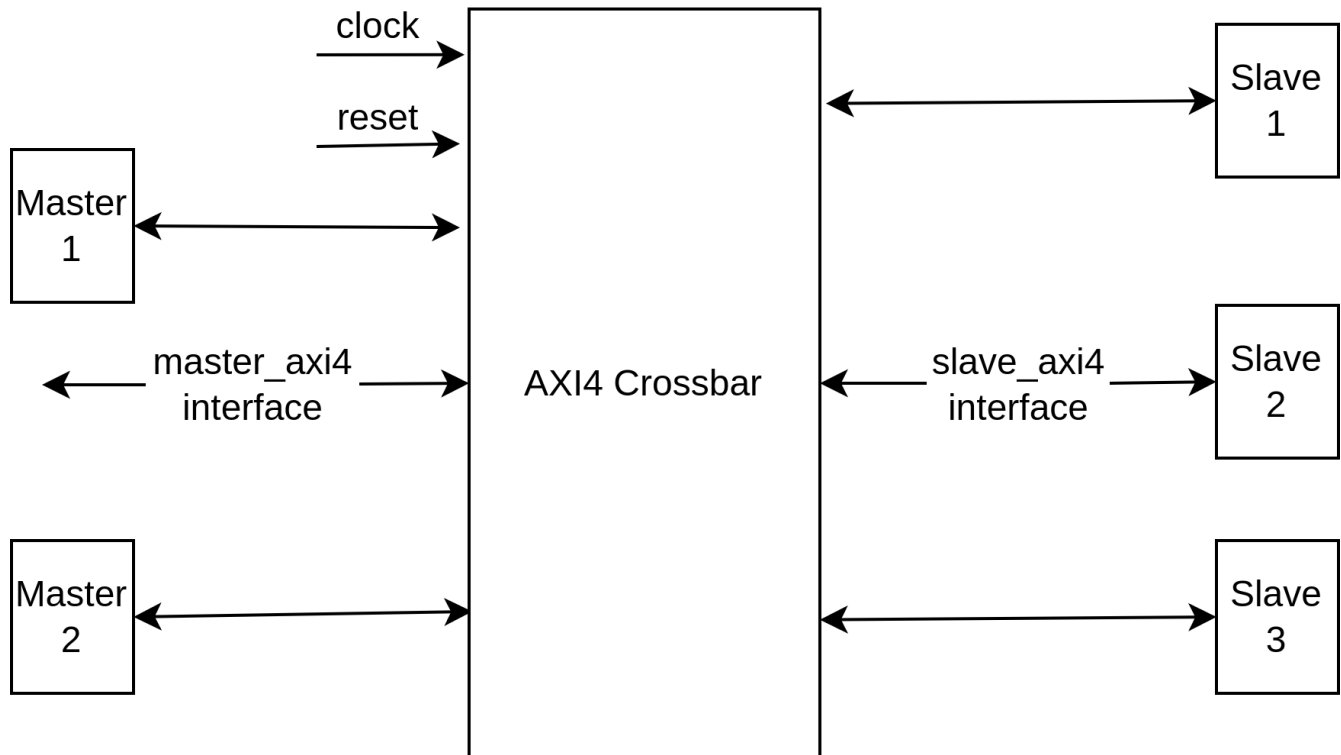 clock
reset
Master
1
master_axi4
interface
Master
2
AXI4 Crossbar
slave_axi4
interface
Slave
1
Slave
2
Slave
3